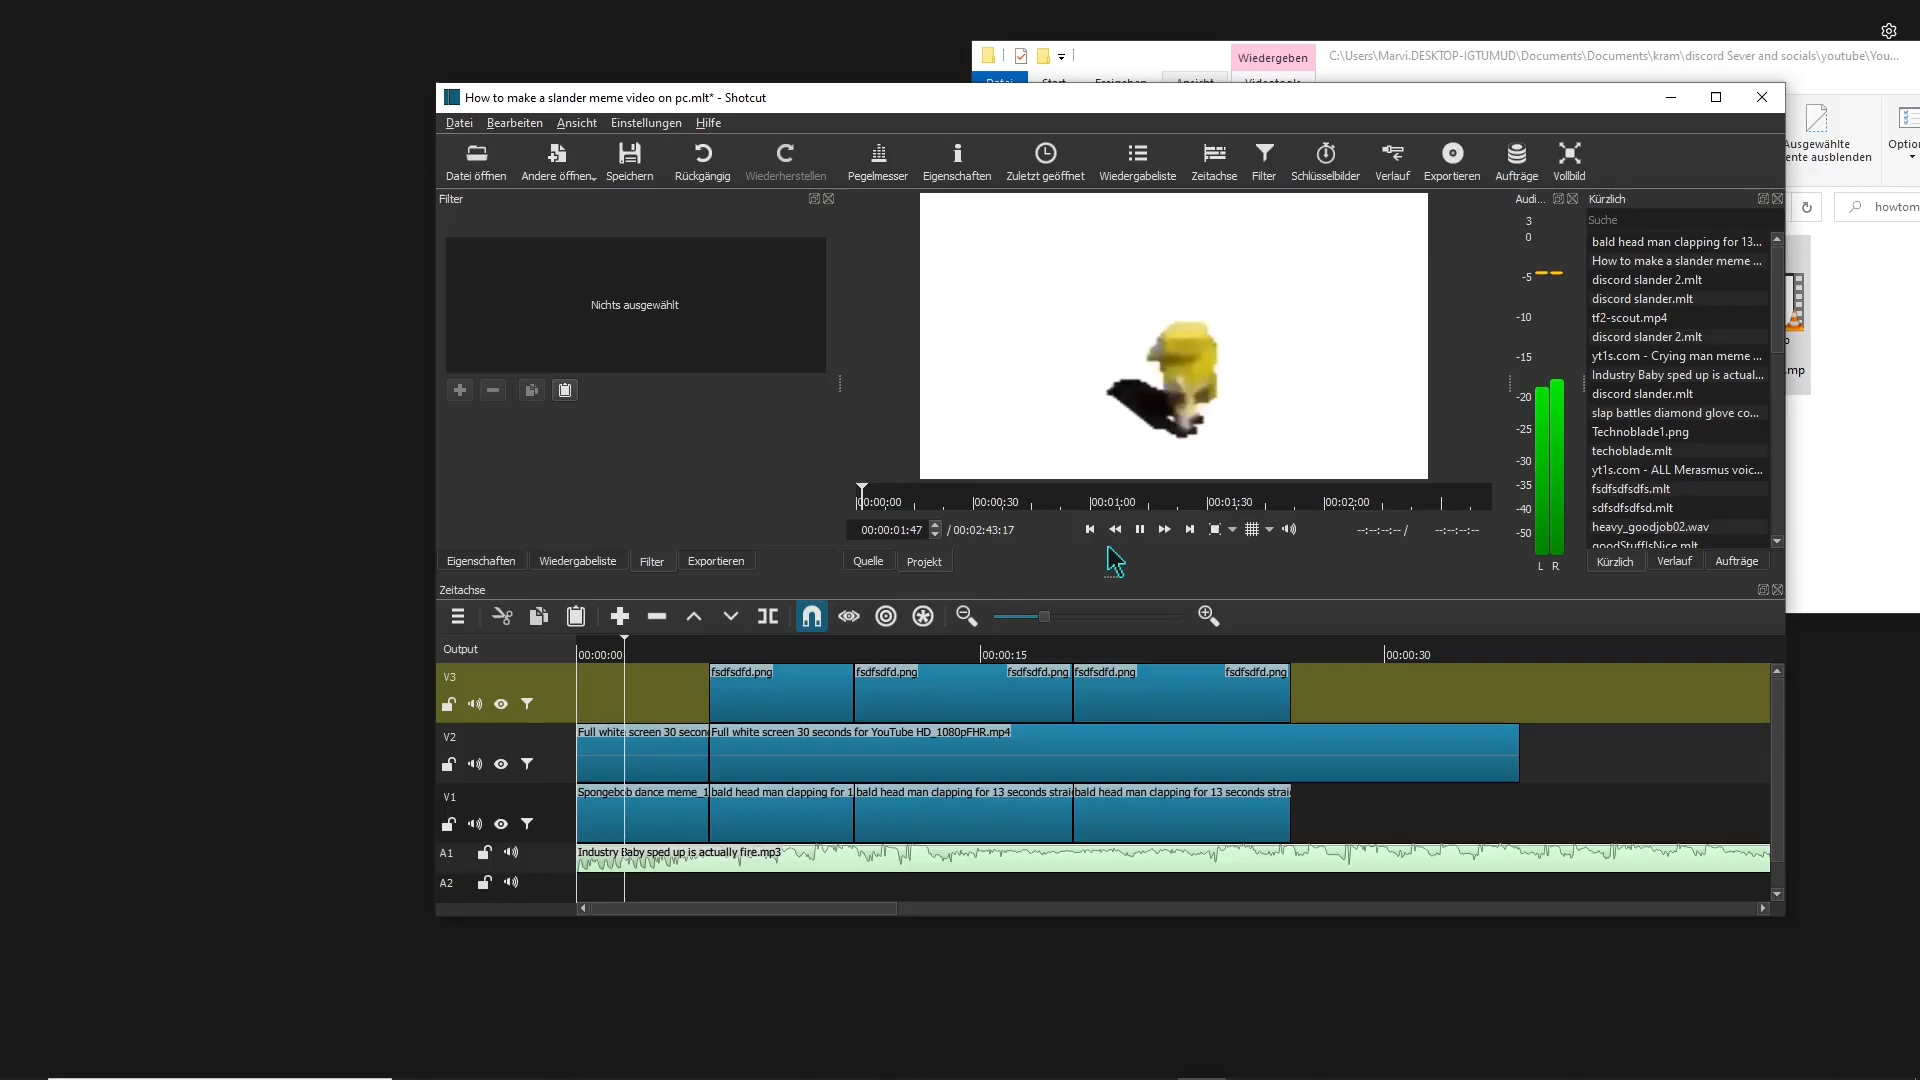 Wiedergeben
C:\Users\Marvi.DESKTOP-IGTUMUD\Documents\Documents\kram\discord Sever and socials\youtube\You...
Datei Start Freigeben Ansicht Videotools
How to make a slander meme video on pc.mlt* - Shotcut
Datei Bearbeiten Ansicht Einstellungen Hilfe
Ausgewählte
ente ausblenden
Option
Datei öffnen Andere öffnen Speichern Rückgängig Wiederherstellen Pegelmesser Eigenschaften Zuletzt geöffnet Wiedergabeliste Zeitachse Filter Schlüsselbilder Verlauf Exportieren Aufträge Vollbild
howtom
Filter
Nichts ausgewählt
00:00:00 00:00:30 00:01:00 00:01:30 00:02:00
00:00:01:47 / 00:02:43:17
--:--:--:-- / --:--:--:--
Eigenschaften Wiedergabeliste Filter Exportieren
Quelle Projekt
Audi...
3
0
-5
-10
-15
-20
-25
-30
-35
-40
-50
L R
Kürzlich
Suche
bald head man clapping for 13...
How to make a slander meme ...
discord slander 2.mlt
discord slander.mlt
tf2-scout.mp4
discord slander 2.mlt
yt1s.com - Crying man meme ...
Industry Baby sped up is actual...
discord slander.mlt
slap battles diamond glove co...
Technoblade1.png
techoblade.mlt
yt1s.com - ALL Merasmus voic...
fsdfsdfsdfs.mlt
sdfsdfsdfsd.mlt
heavy_goodjob02.wav
goodStuffIsNice.mlt
Kürzlich Verlauf Aufträge
.mp
Zeitachse
Output
00:00:00 00:00:15 00:00:30
V3
fsdfsdfd.png fsdfsdfd.png fsdfsdfd.png fsdfsdfd.png fsdfsdfd.png
V2
Full white screen 30 secon Full white screen 30 seconds for YouTube HD_1080pFHR.mp4
V1
Spongebob dance meme_1 bald head man clapping for 1 bald head man clapping for 13 seconds strai bald head man clapping for 13 seconds strai
A1
Industry Baby sped up is actually fire.mp3
A2